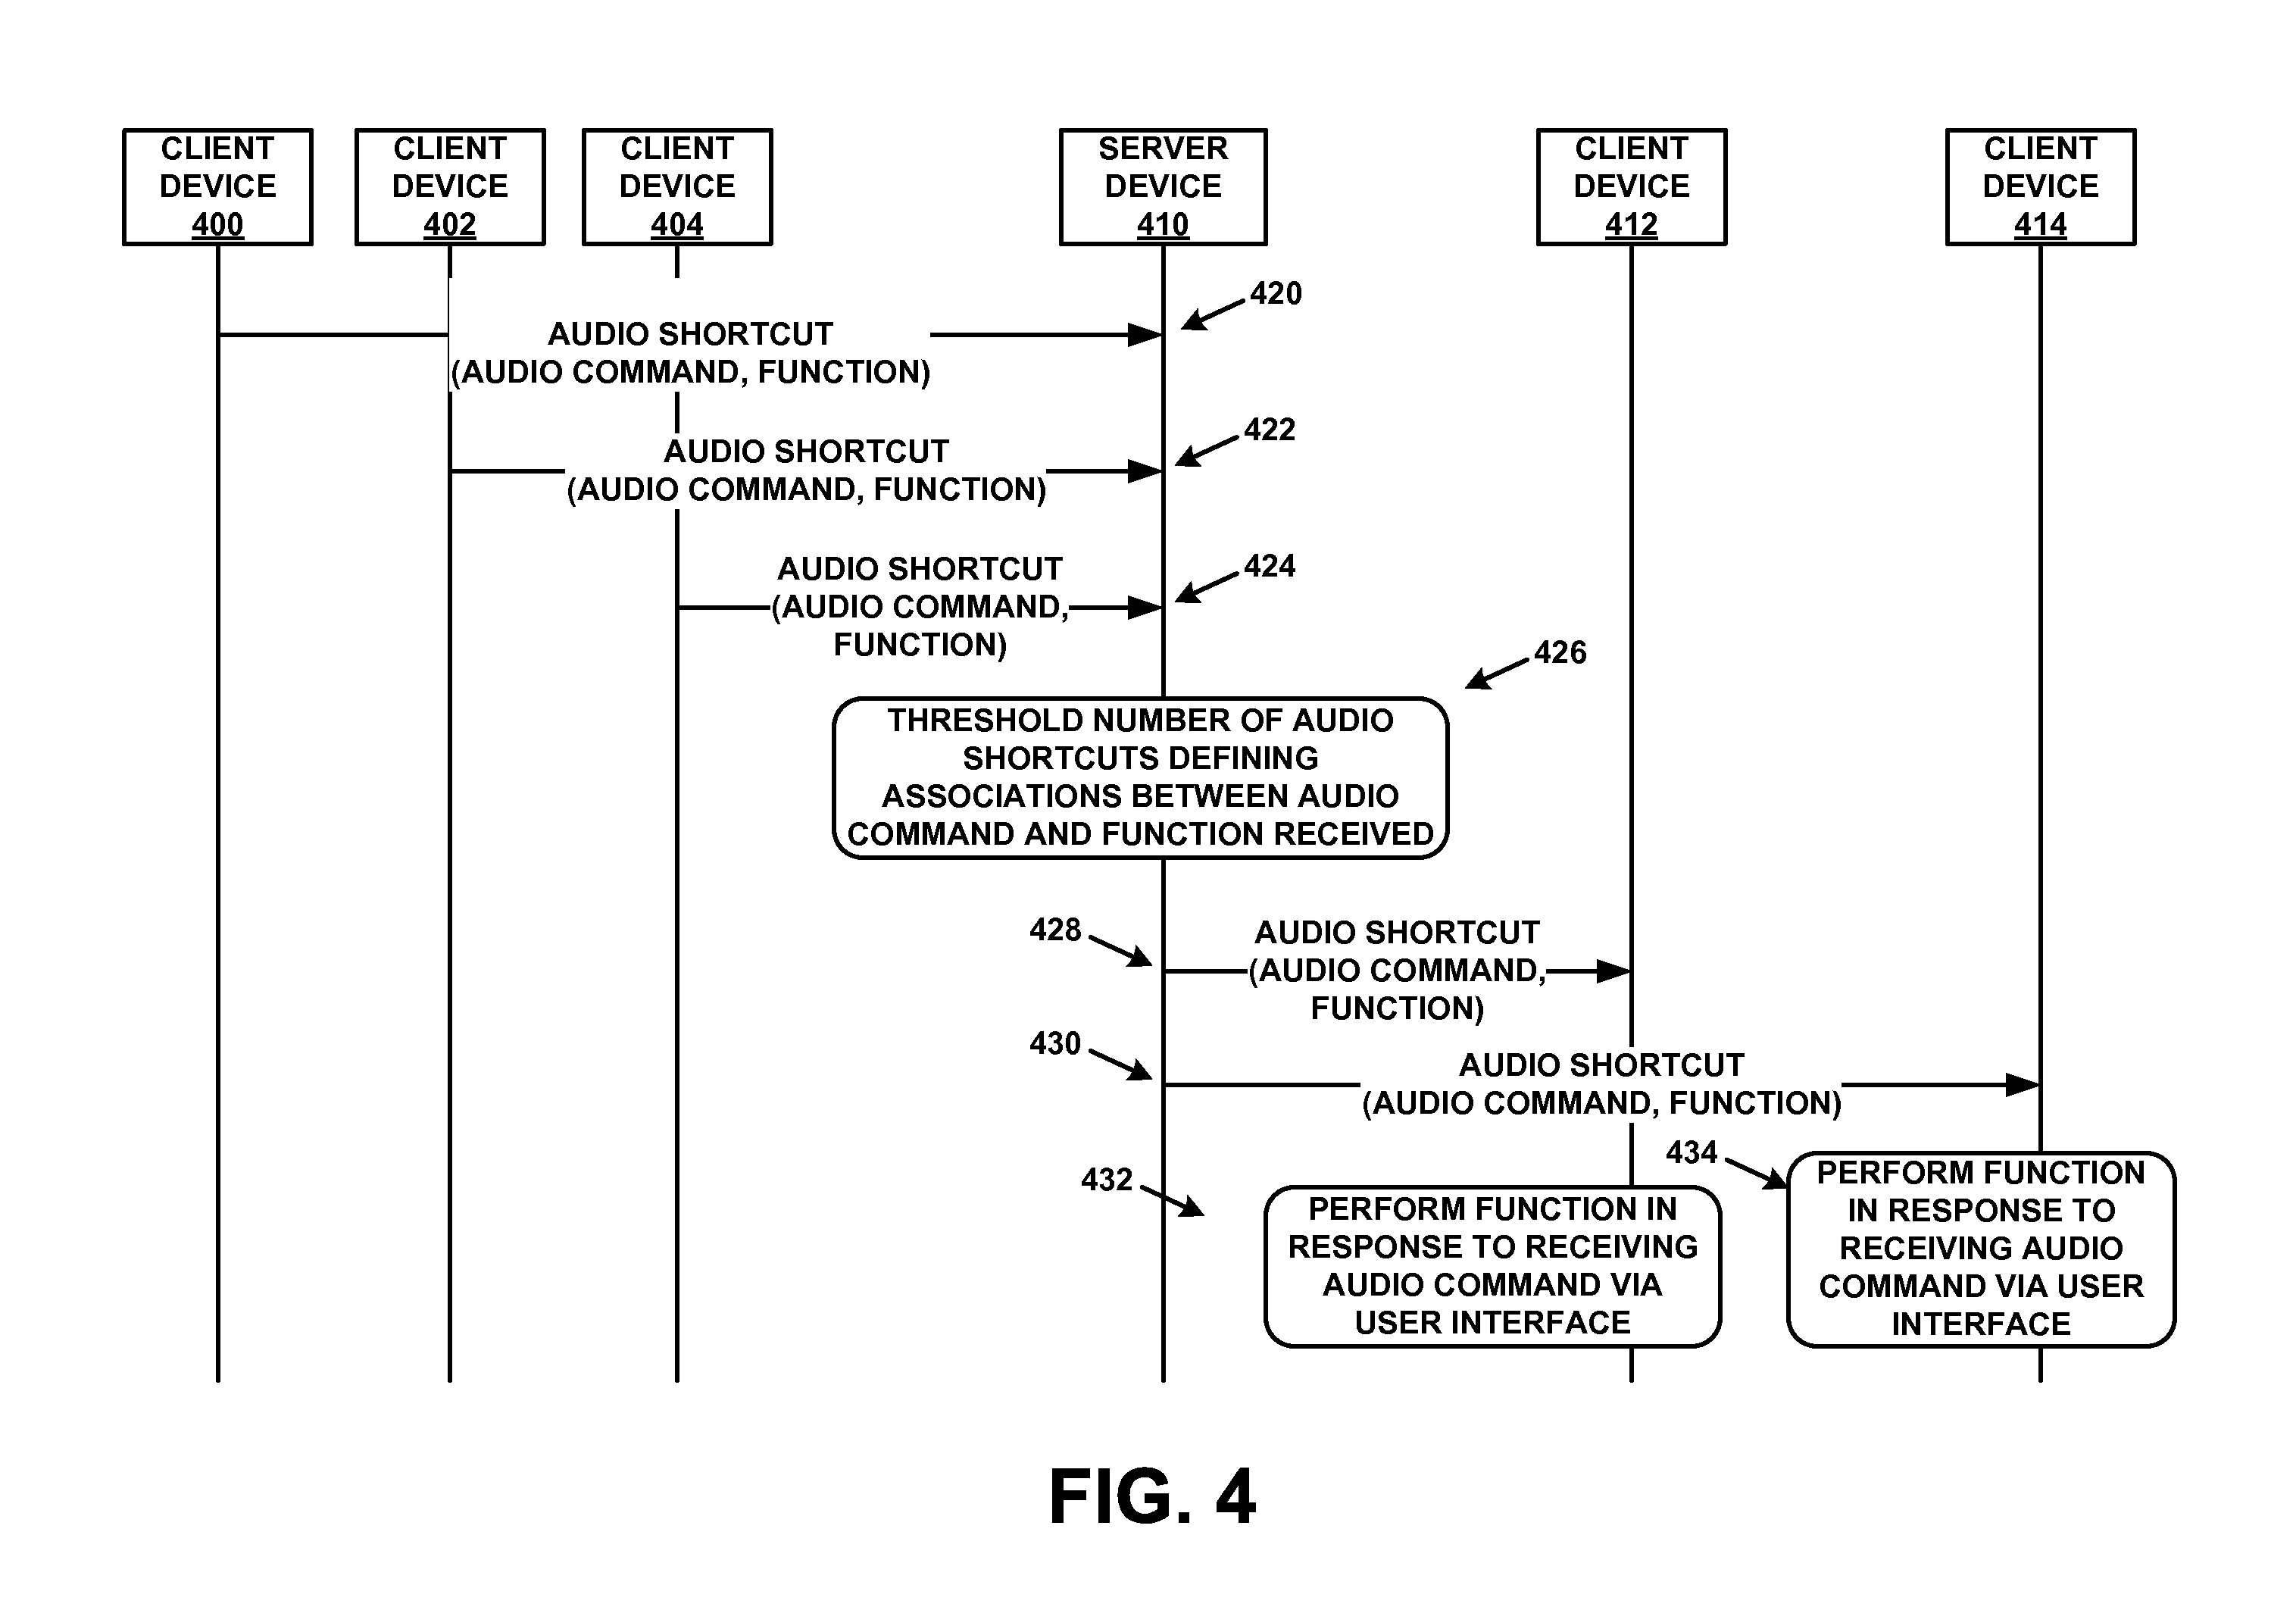 CLIENT
DEVICE
400
CLIENT
DEVICE
402
CLIENT
DEVICE
404
SERVER
DEVICE
410
CLIENT
DEVICE
412
CLIENT
DEVICE
414
420
AUDIO SHORTCUT
(AUDIO COMMAND, FUNCTION)
422
AUDIO SHORTCUT
(AUDIO COMMAND, FUNCTION)
424
AUDIO SHORTCUT
(AUDIO COMMAND,
FUNCTION)
426
THRESHOLD NUMBER OF AUDIO
SHORTCUTS DEFINING
ASSOCIATIONS BETWEEN AUDIO
COMMAND AND FUNCTION RECEIVED
428
AUDIO SHORTCUT
(AUDIO COMMAND,
FUNCTION)
430
AUDIO SHORTCUT
(AUDIO COMMAND, FUNCTION)
432
PERFORM FUNCTION IN
RESPONSE TO RECEIVING
AUDIO COMMAND VIA
USER INTERFACE
434
PERFORM FUNCTION
IN RESPONSE TO
RECEIVING AUDIO
COMMAND VIA USER
INTERFACE
FIG. 4